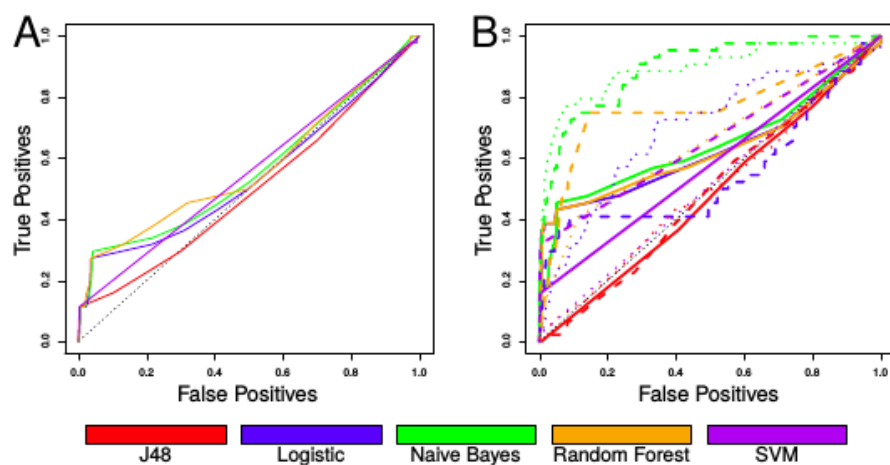 A
B
True Positives
1.0
0.8
0.6
0.4
0.2
0.0
0.0 0.2 0.4 0.6 0.8 1.0
False Positives
True Positives
1.0
0.8
0.6
0.4
0.2
0.0
0.0 0.2 0.4 0.6 0.8 1.0
False Positives
J48 Logistic Naive Bayes Random Forest SVM